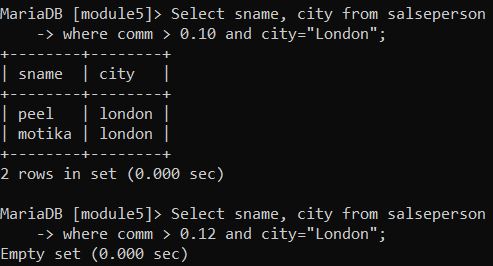 MariaDB [module5]> Select sname, city from salseperson
    -> where comm > 0.10 and city="London";
+--------+--------+
| sname  | city   |
+--------+--------+
| peel   | london |
| motika | london |
+--------+--------+
2 rows in set (0.000 sec)

MariaDB [module5]> Select sname, city from salseperson
    -> where comm > 0.12 and city="London";
Empty set (0.000 sec)